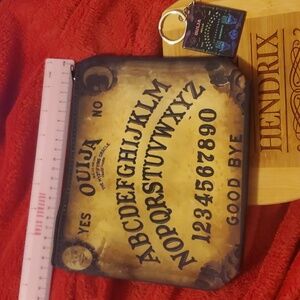 YES OUIJA NO
ABCDEFGHIJKLM
NOPQRSTUVWXYZ
1234567890
GOOD BYE
HENDRIX